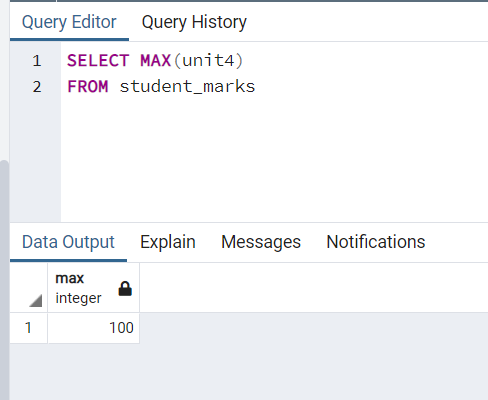 Query Editor Query History
1 SELECT MAX(unit4)
2 FROM student_marks
Data Output Explain Messages Notifications
max
integer
1 100